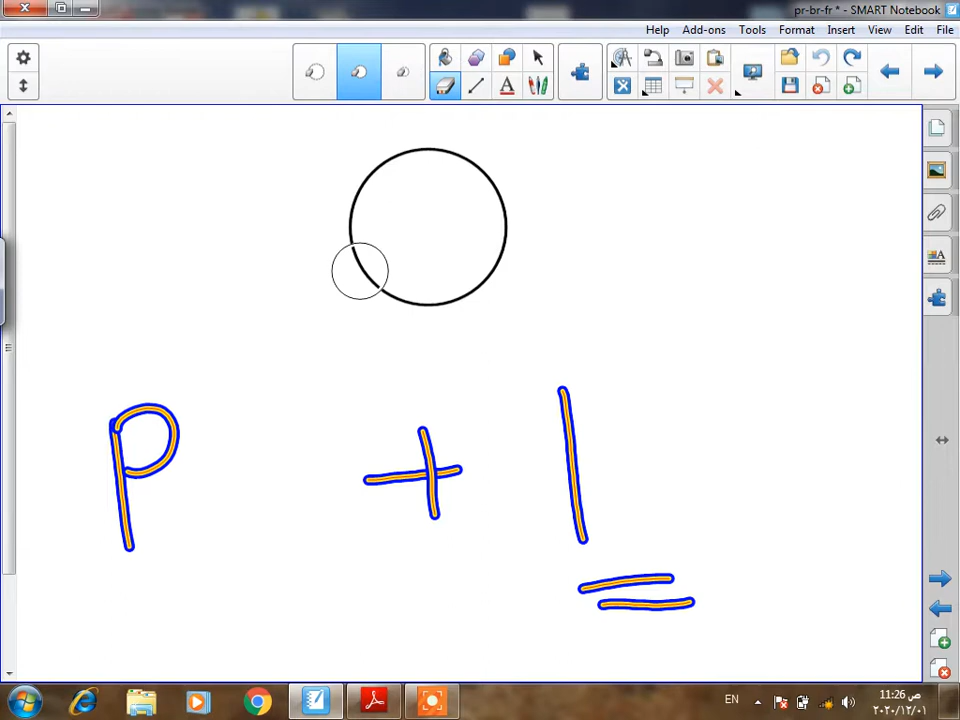 pr-br-fr * - SMART Notebook
Help Add-ons Tools Format Insert View Edit File
A
A
P + 1
=
EN
11:26 ص
٢٠٢٠/١٢/٠١